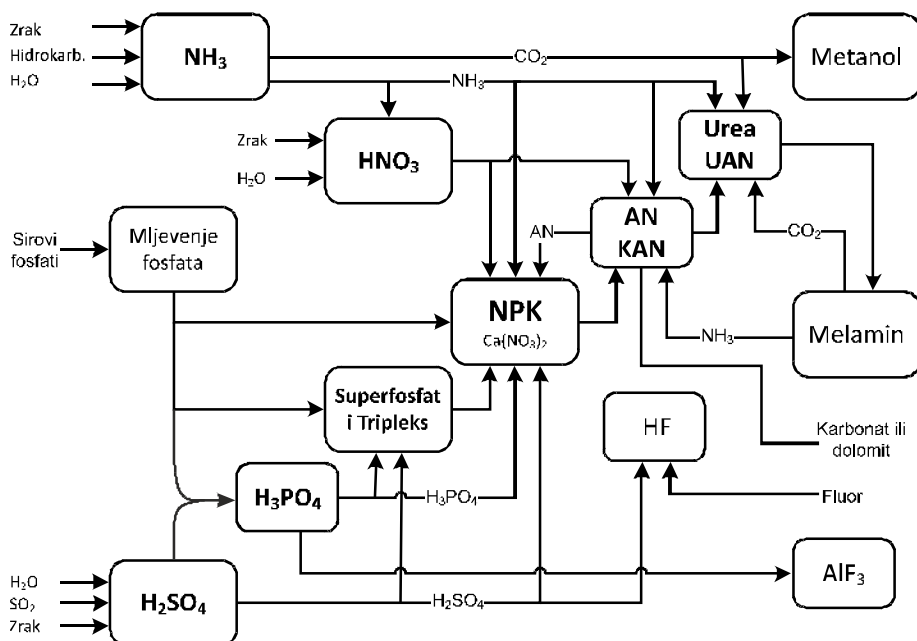 Zrak
Hidrokarb.
H₂O
NH₃
CO₂
Metanol
NH₃
Urea
UAN
Zrak
H₂O
HNO₃
Sirovi
fosfati
Mljevenje
fosfata
AN
AN
KAN
CO₂
NPK
Ca(NO₃)₂
NH₃
Melamin
Superfosfat
i Tripleks
HF
Karbonat ili
dolomit
H₃PO₄
H₃PO₄
Fluor
H₂O
SO₂
Zrak
H₂SO₄
H₂SO₄
AlF₃